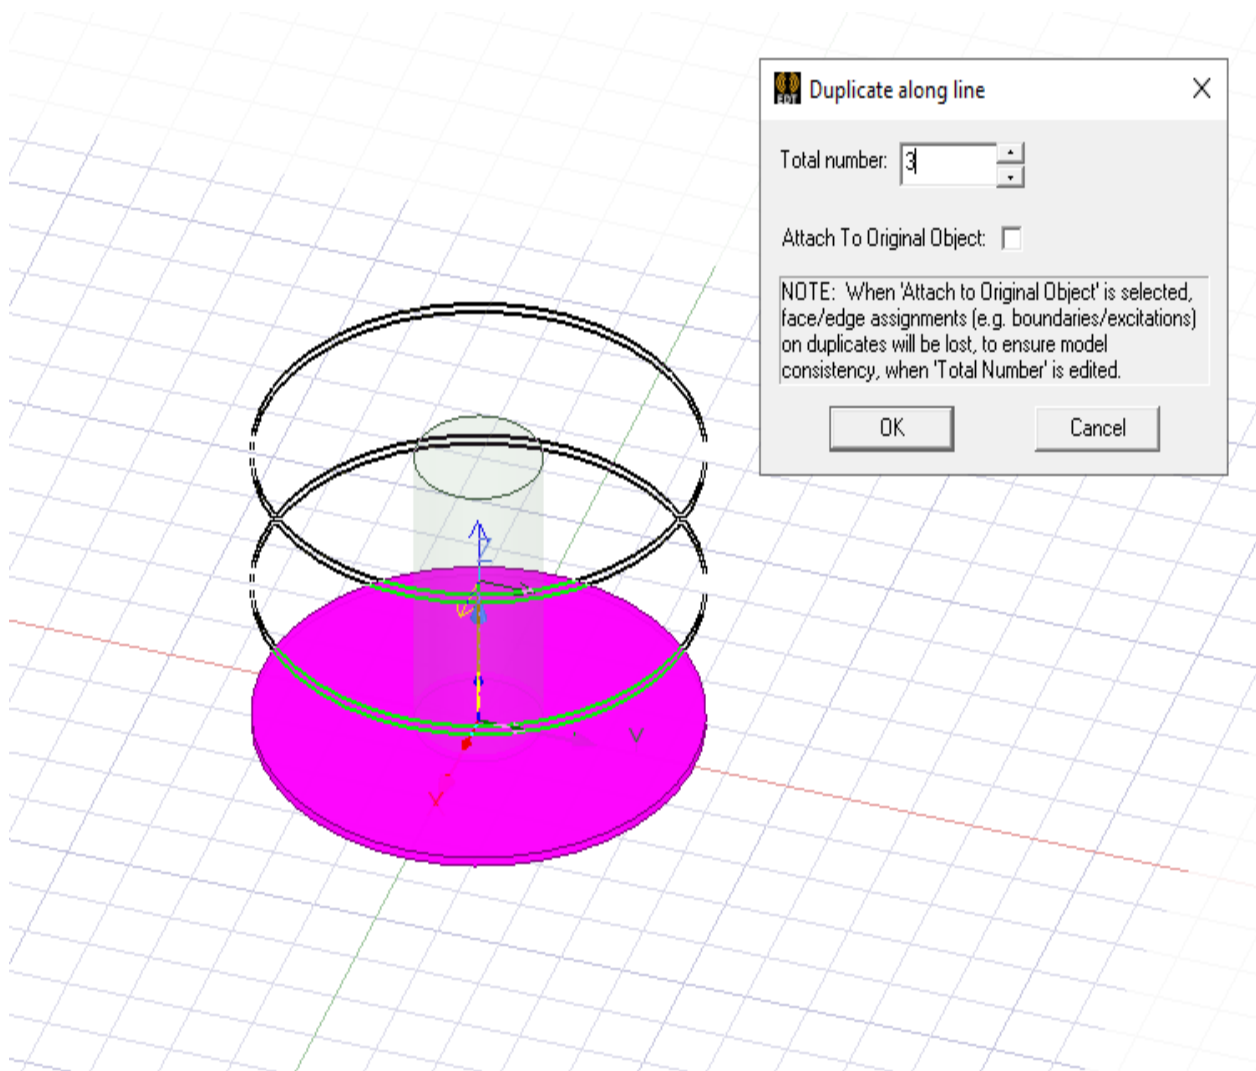 EDT
Duplicate along line
Total number: 3
Attach To Original Object:
NOTE:  When 'Attach to Original Object' is selected,
face/edge assignments (e.g. boundaries/excitations)
on duplicates will be lost, to ensure model
consistency, when 'Total Number' is edited.
OK
Cancel